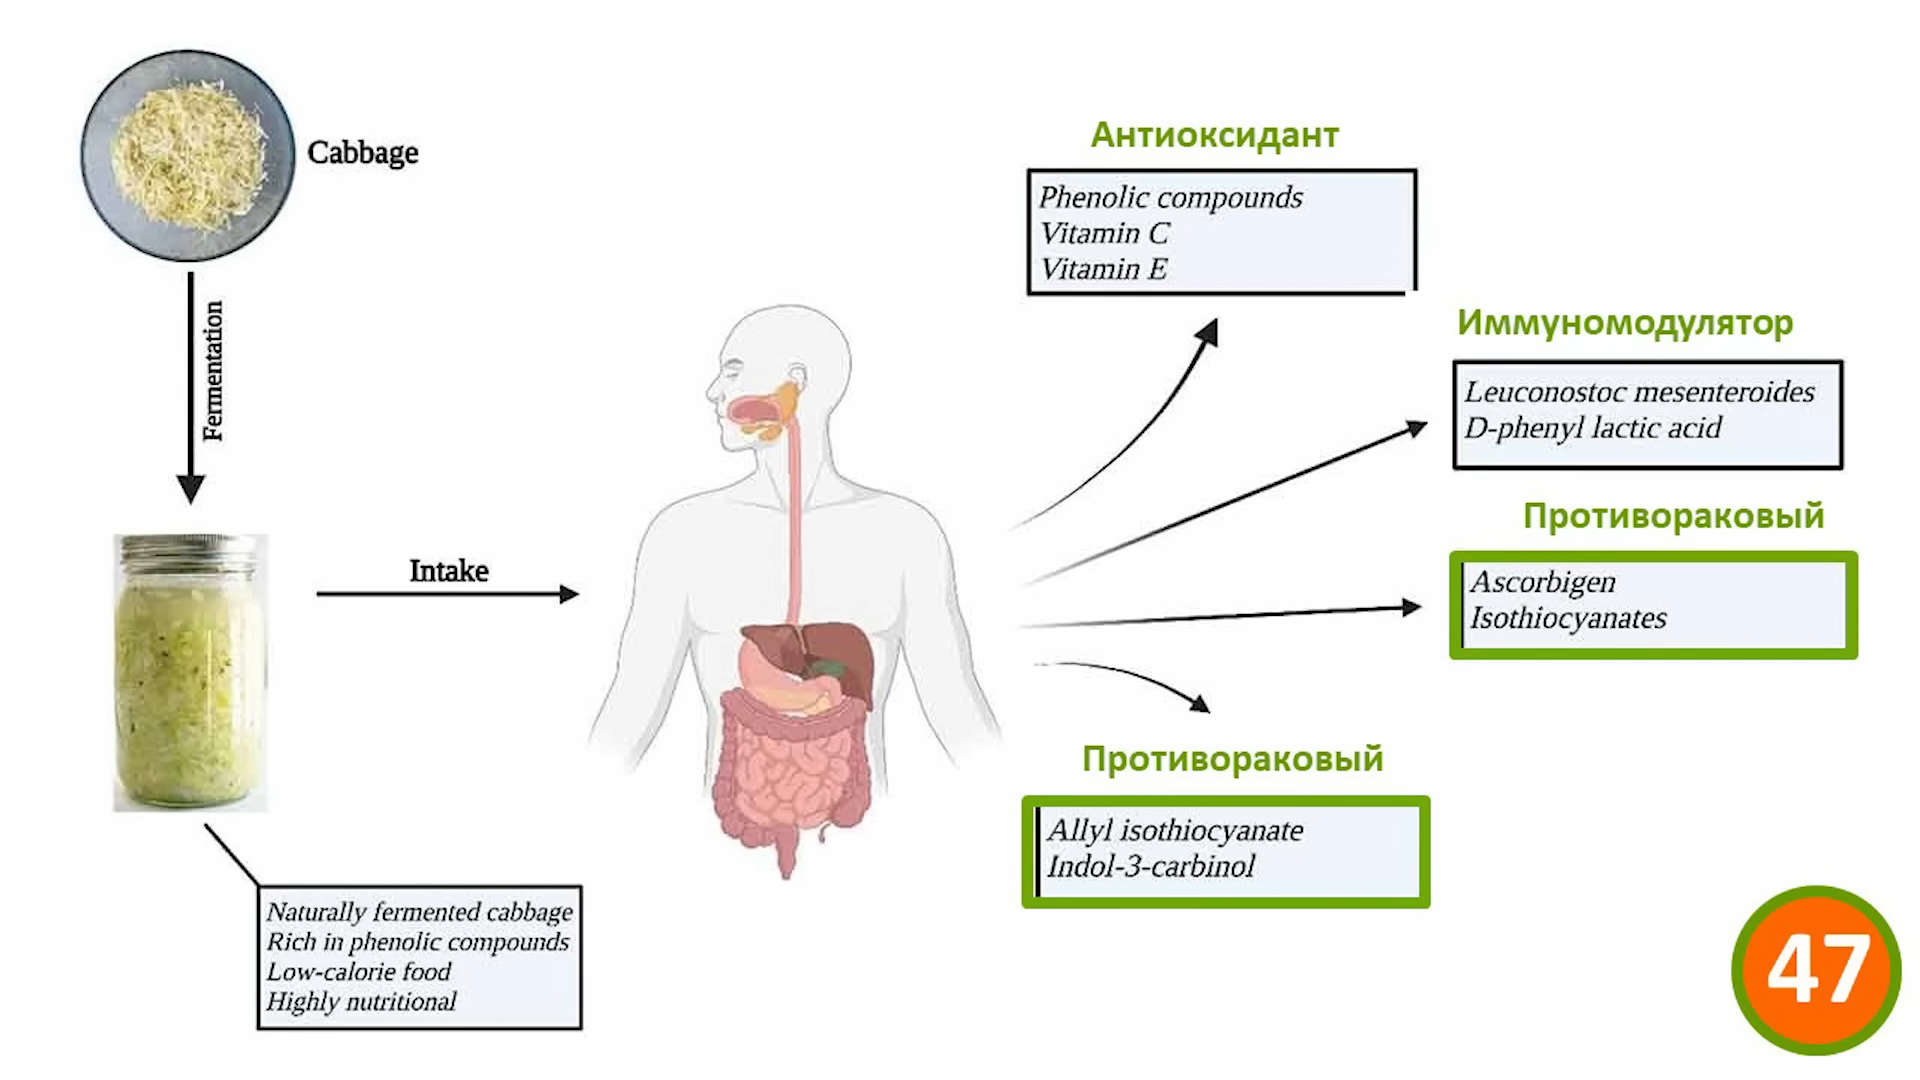 Cabbage
Fermentation
Intake
Naturally fermented cabbage
Rich in phenolic compounds
Low-calorie food
Highly nutritional
Антиоксидант
Phenolic compounds
Vitamin C
Vitamin E
Иммуномодулятор
Leuconostoc mesenteroides
D-phenyl lactic acid
Противораковый
Ascorbigen
Isothiocyanates
Противораковый
Allyl isothiocyanate
Indol-3-carbinol
47